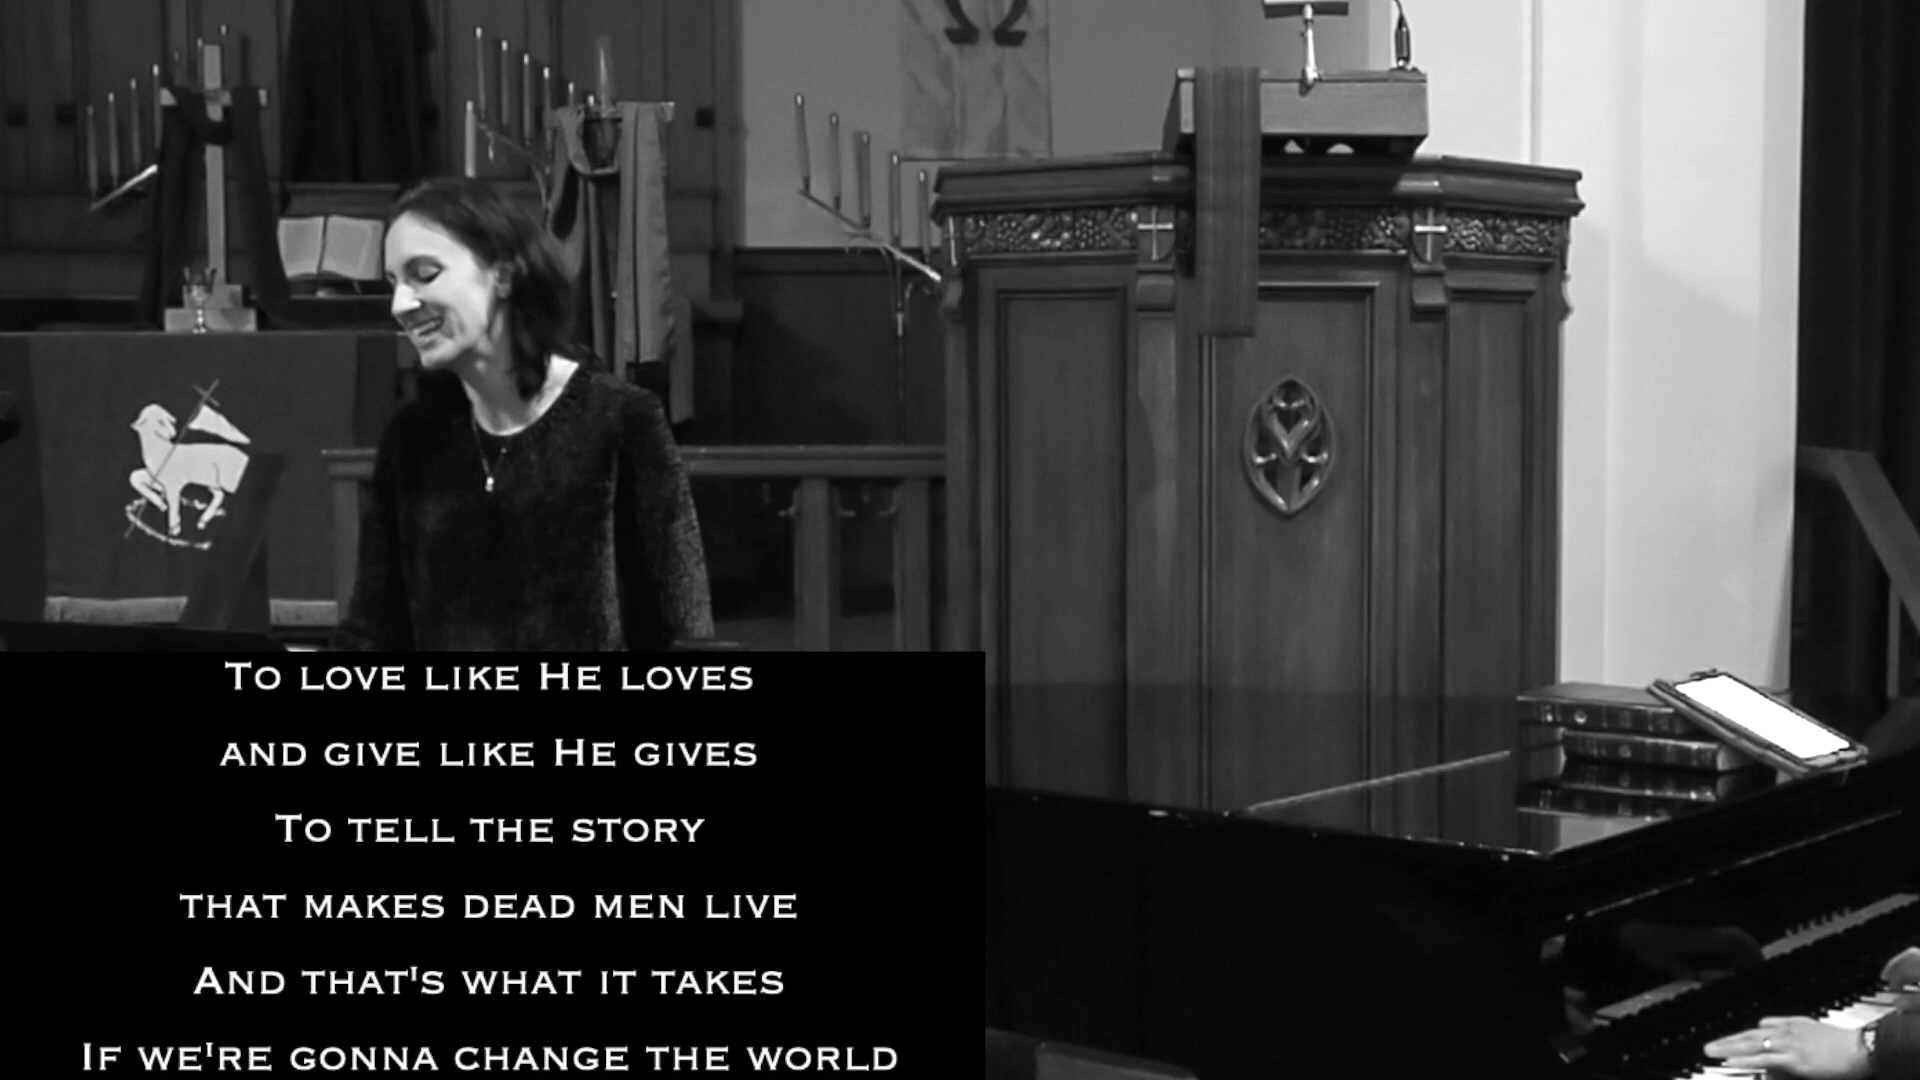 To love like He loves
and give like He gives
To tell the story
that makes dead men live
And that's what it takes
If we're gonna change the world